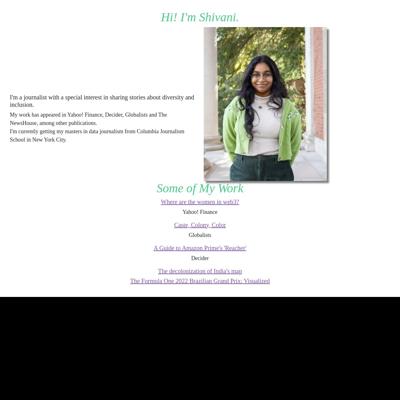 Hi! I'm Shivani.
I'm a journalist with a special interest in sharing stories about diversity and
inclusion.
My work has appeared in Yahoo! Finance, Decider, Globalists and The
NewsHouse, among other publications.
I'm currently getting my masters in data journalism from Columbia Journalism
School in New York City.
Some of My Work
Where are the women in web3?
Yahoo! Finance
Caste, Colony, Color
Globalists
A Guide to Amazon Prime's 'Reacher'
Decider
The decolonization of India's map
The Formula One 2022 Brazilian Grand Prix: Visualized